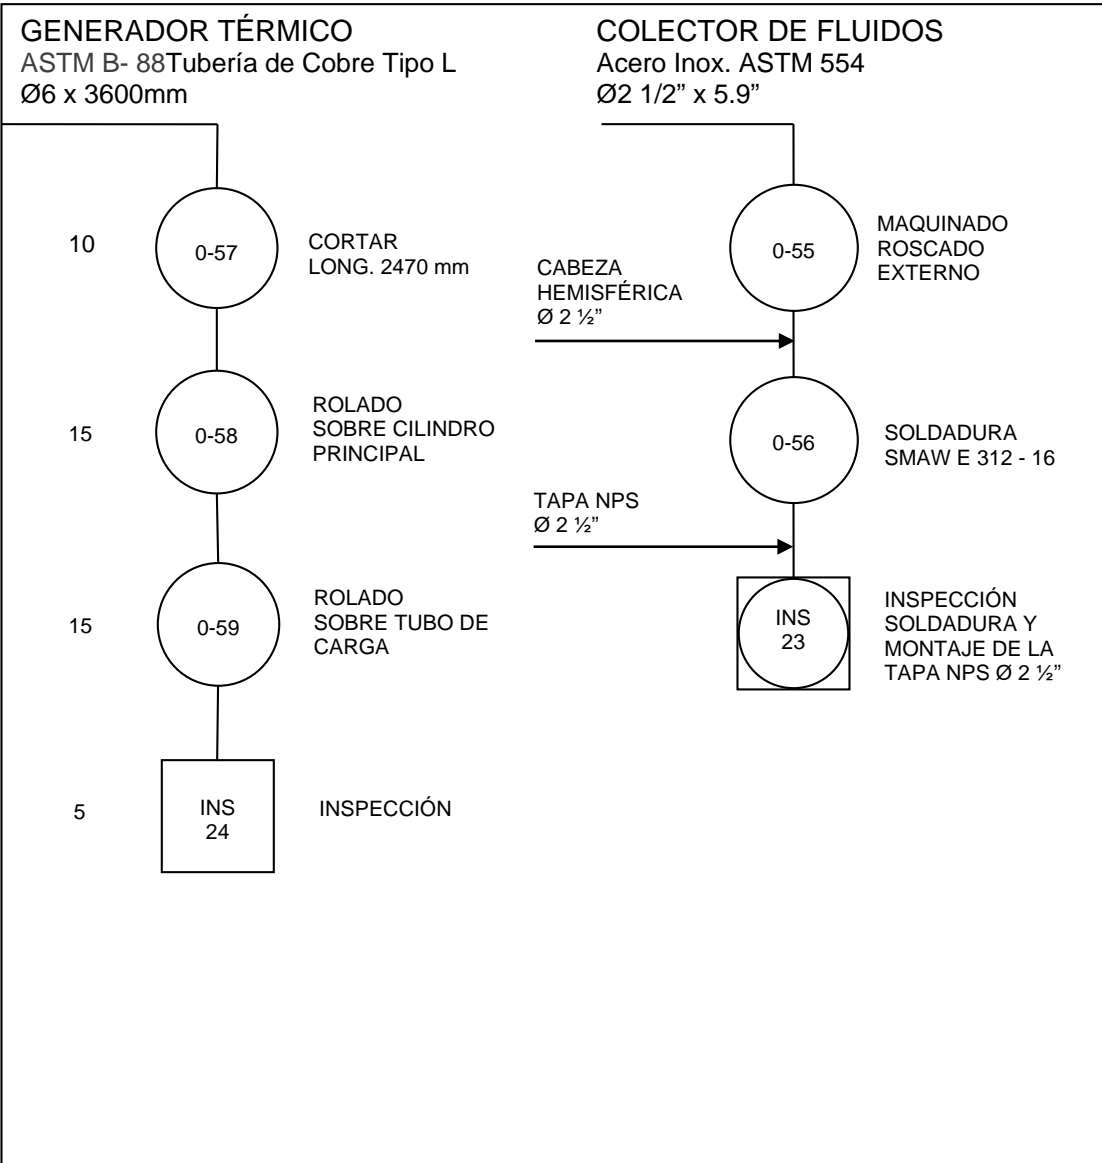 GENERADOR TÉRMICO
ASTM B- 88Tubería de Cobre Tipo L
Ø6 x 3600mm
10
0-57
CORTAR
LONG. 2470 mm
15
0-58
ROLADO
SOBRE CILINDRO
PRINCIPAL
15
0-59
ROLADO
SOBRE TUBO DE
CARGA
5
INS
24
INSPECCIÓN
COLECTOR DE FLUIDOS
Acero Inox. ASTM 554
Ø2 1/2” x 5.9”
0-55
MAQUINADO
ROSCADO
EXTERNO
CABEZA
HEMISFÉRICA
Ø 2 ½”
0-56
SOLDADURA
SMAW E 312 - 16
TAPA NPS
Ø 2 ½”
INS
23
INSPECCIÓN
SOLDADURA Y
MONTAJE DE LA
TAPA NPS Ø 2 ½”